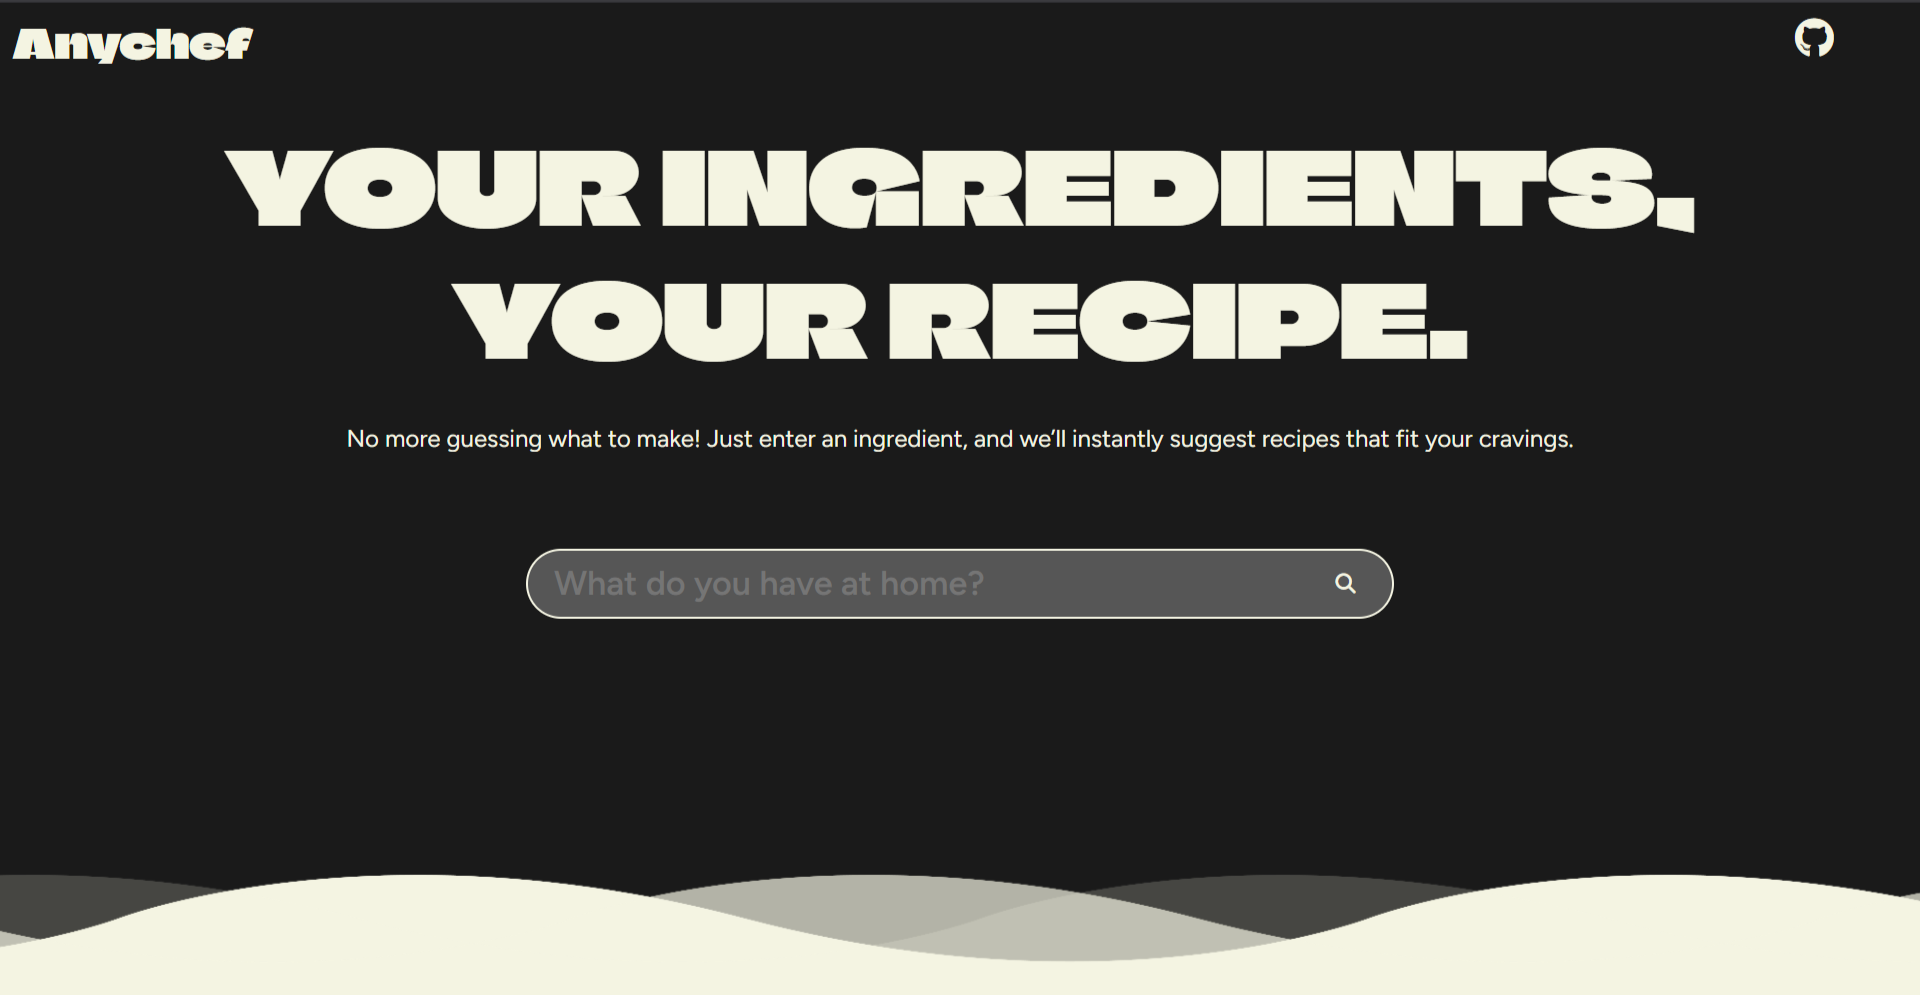 Anychef
YOUR INGREDIENTS,
YOUR RECIPE.
No more guessing what to make! Just enter an ingredient, and we’ll instantly suggest recipes that fit your cravings.
What do you have at home?